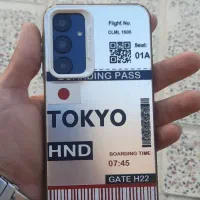 Flight No.
CLML 1606
Seat:
01A
BOARDING PASS
TOKYO
HND
BOARDING TIME
07:45
GATE H22